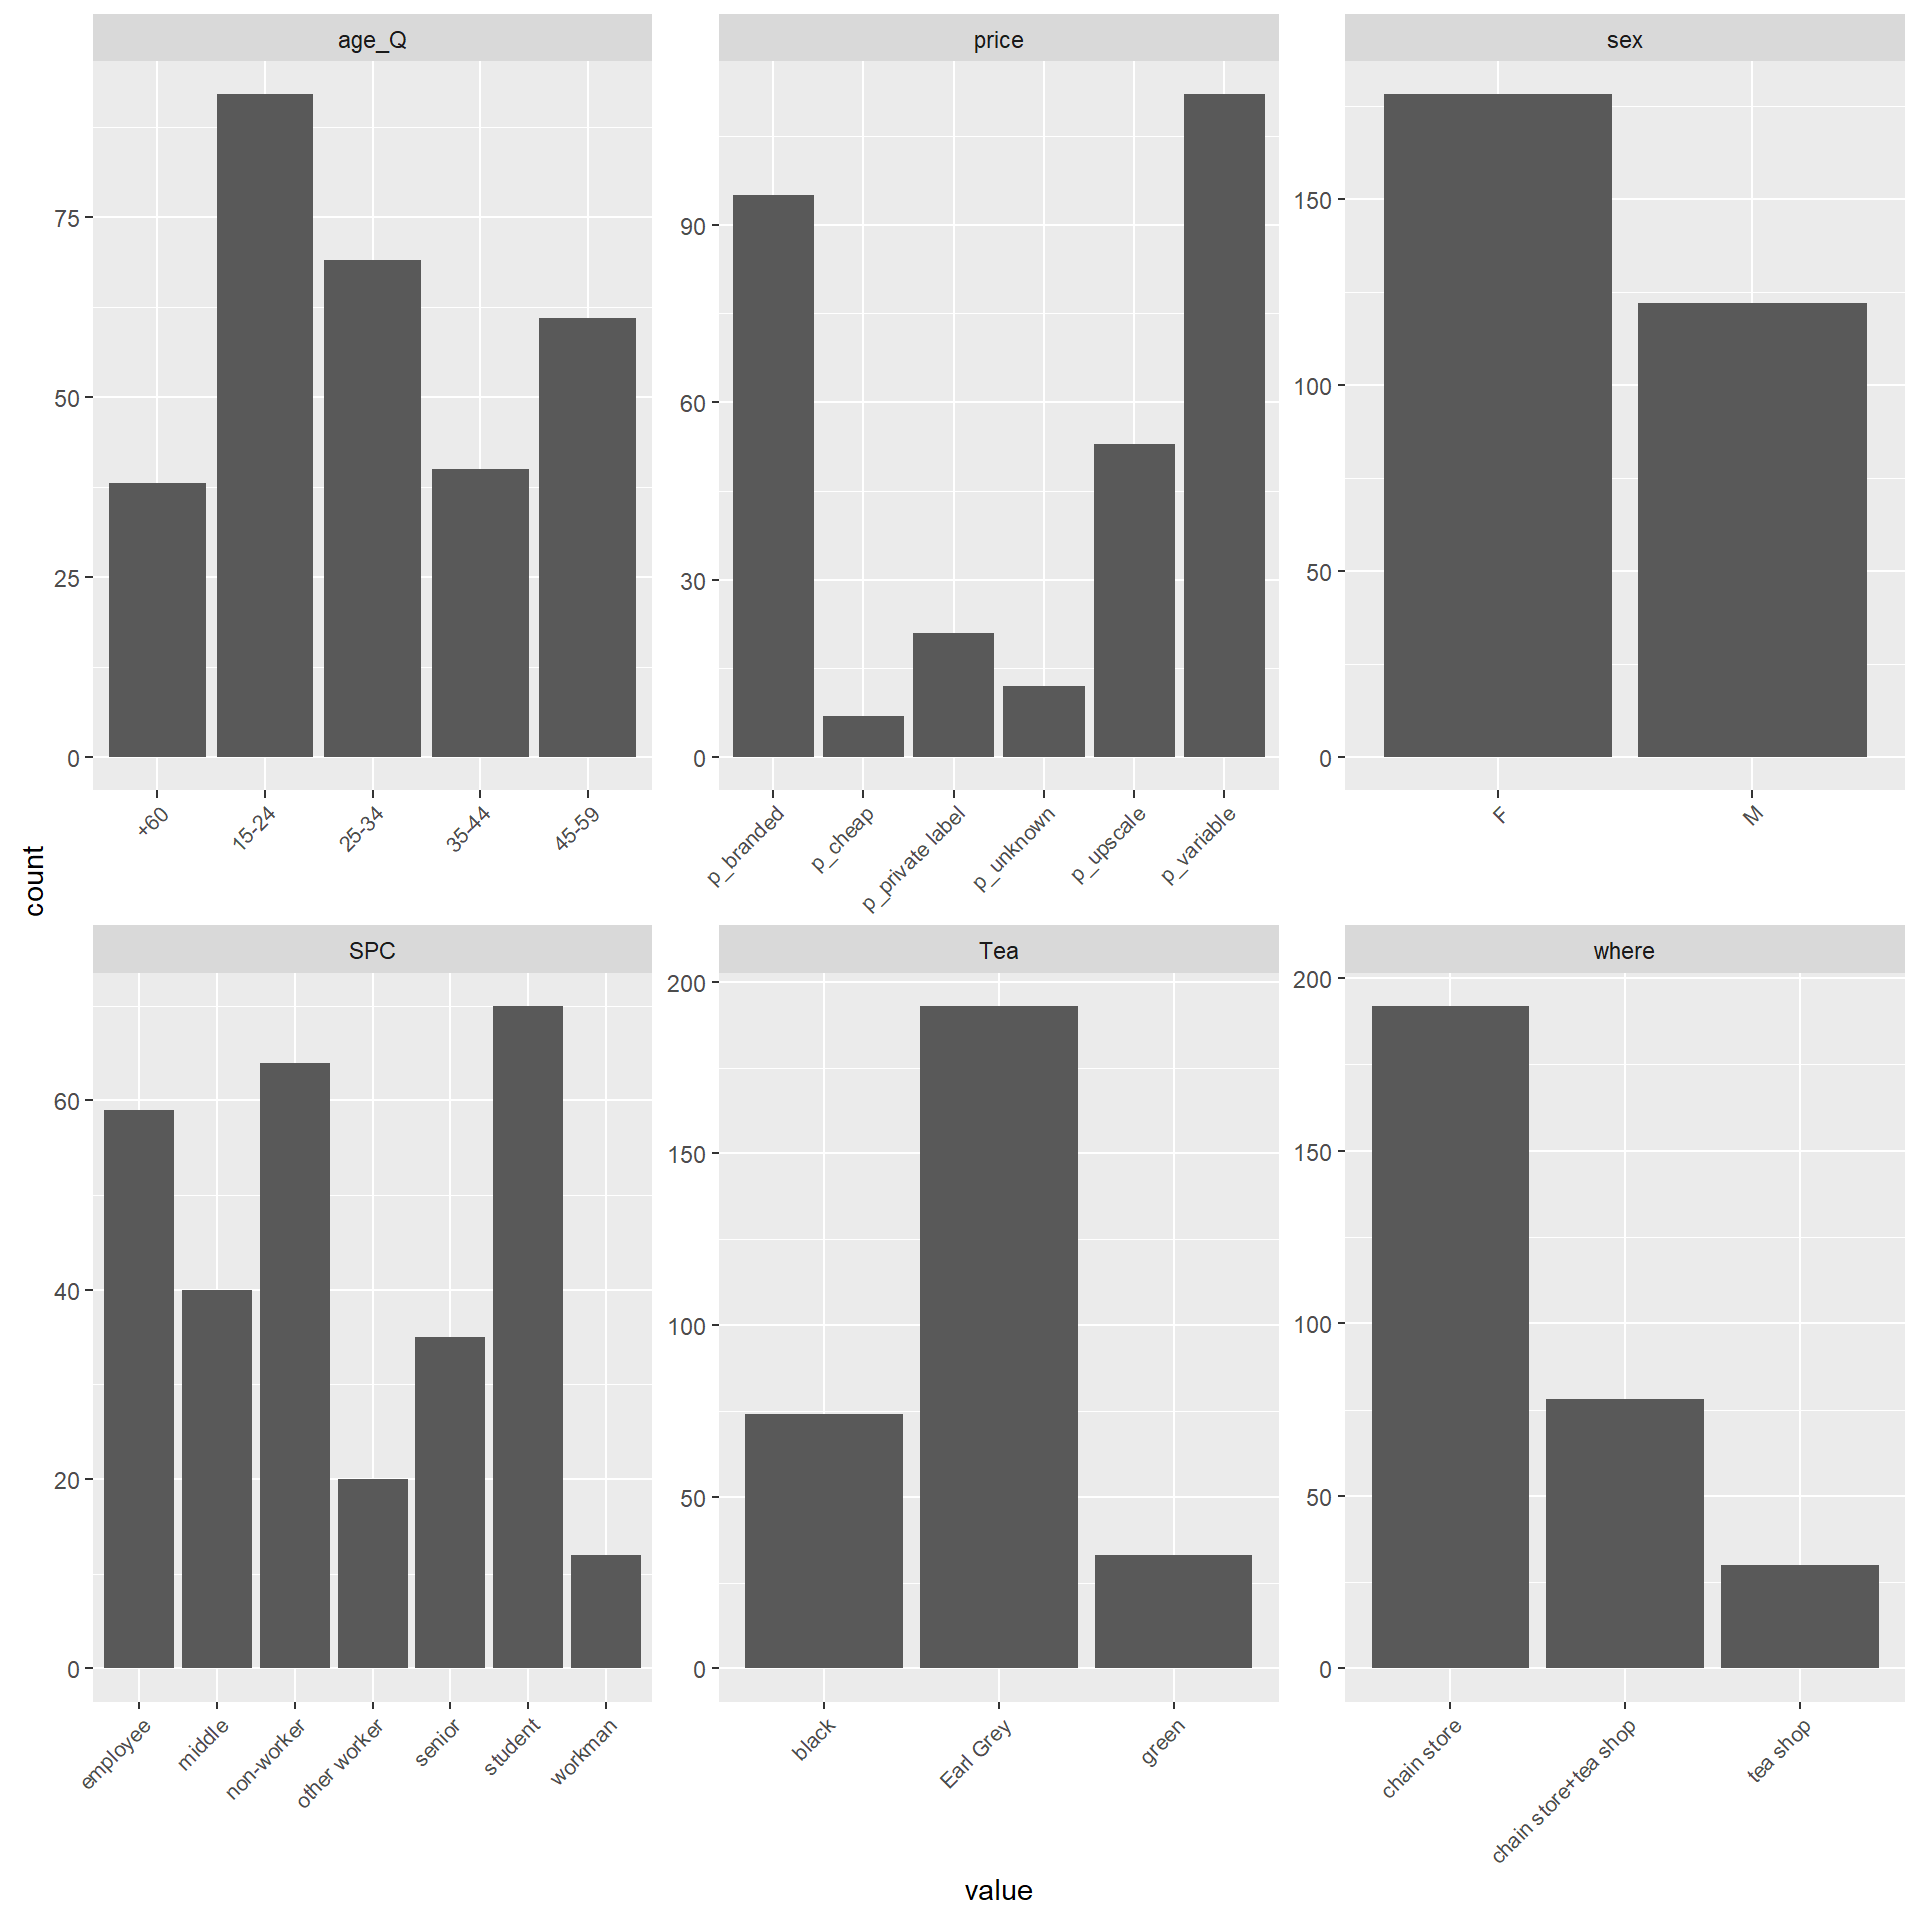 age_Q
price
sex
75
50
25
0
90
60
30
0
150
100
50
0
+60
15-24
25-34
35-44
45-59
p_branded
p_cheap
p_private label
p_unknown
p_upscale
p_variable
F
M
count
SPC
Tea
where
60
40
20
0
200
150
100
50
0
200
150
100
50
0
employee
middle
non-worker
other worker
senior
student
workman
black
Earl Grey
green
chain store
chain store+tea shop
tea shop
value